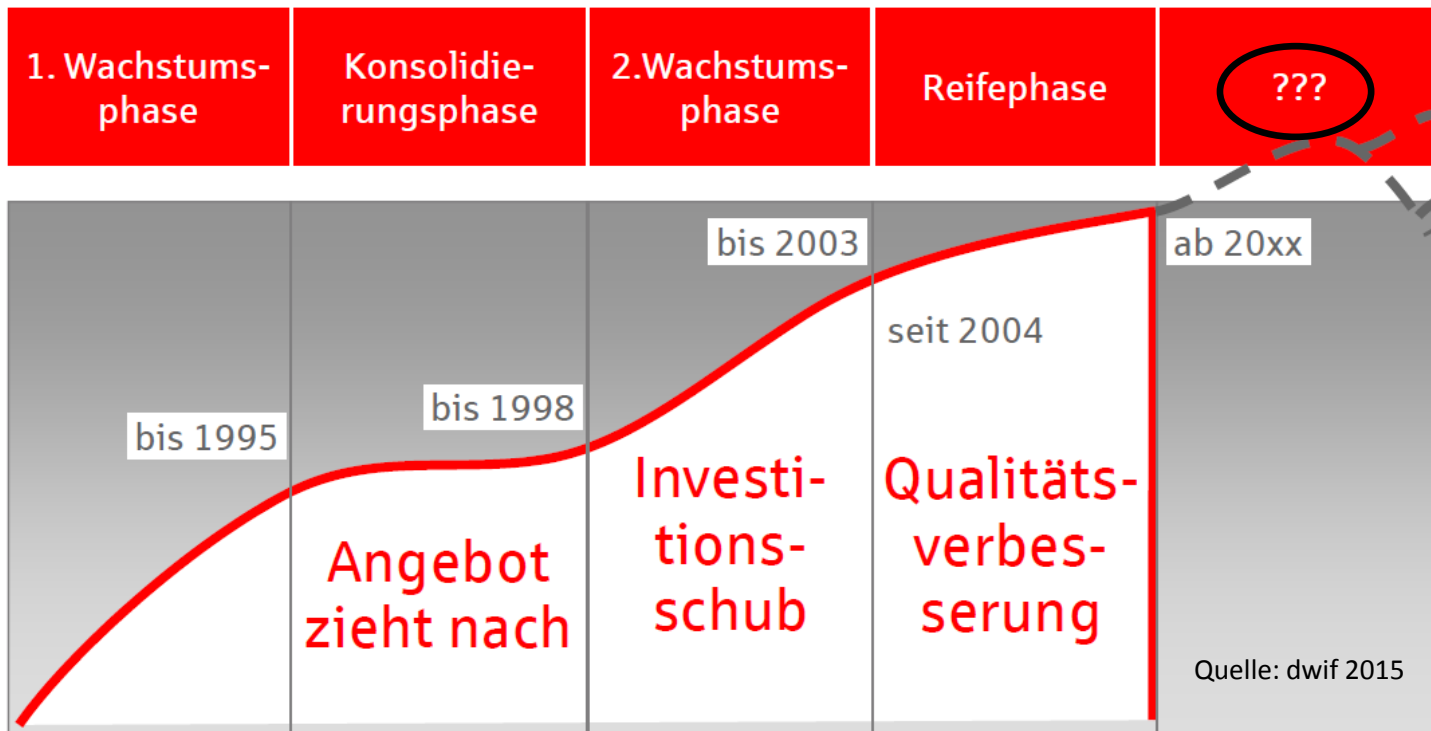 1. Wachstums-
phase
Konsolidie-
rungsphase
2.Wachstums-
phase
Reifephase
???
bis 1995
bis 1998
bis 2003
seit 2004
ab 20xx
Angebot
zieht nach
Investi-
tions-
schub
Qualitäts-
verbes-
serung
Quelle: dwif 2015